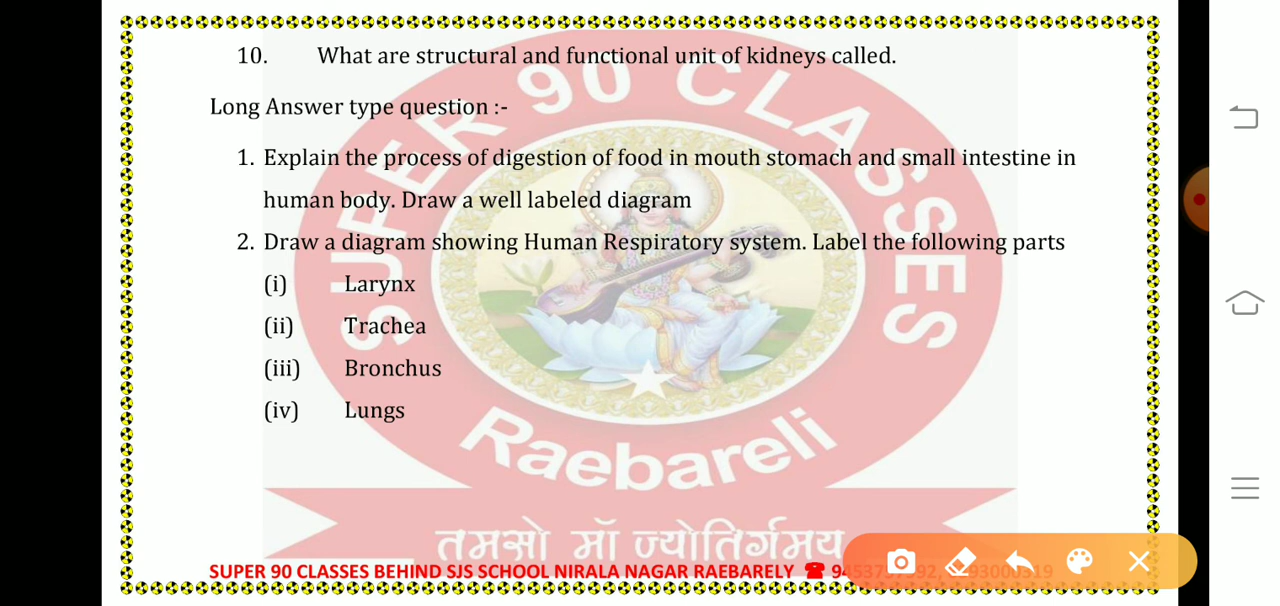 10. What are structural and functional unit of kidneys called.
Long Answer type question :-
1. Explain the process of digestion of food in mouth stomach and small intestine in
human body. Draw a well labeled diagram
2. Draw a diagram showing Human Respiratory system. Label the following parts
(i) Larynx
(ii) Trachea
(iii) Bronchus
(iv) Lungs
SUPER 90 CLASSES
Raebareli
तमसो माॅ ज्योतिर्गमय
SUPER 90 CLASSES BEHIND SJS SCHOOL NIRALA NAGAR RAEBARELY ☎